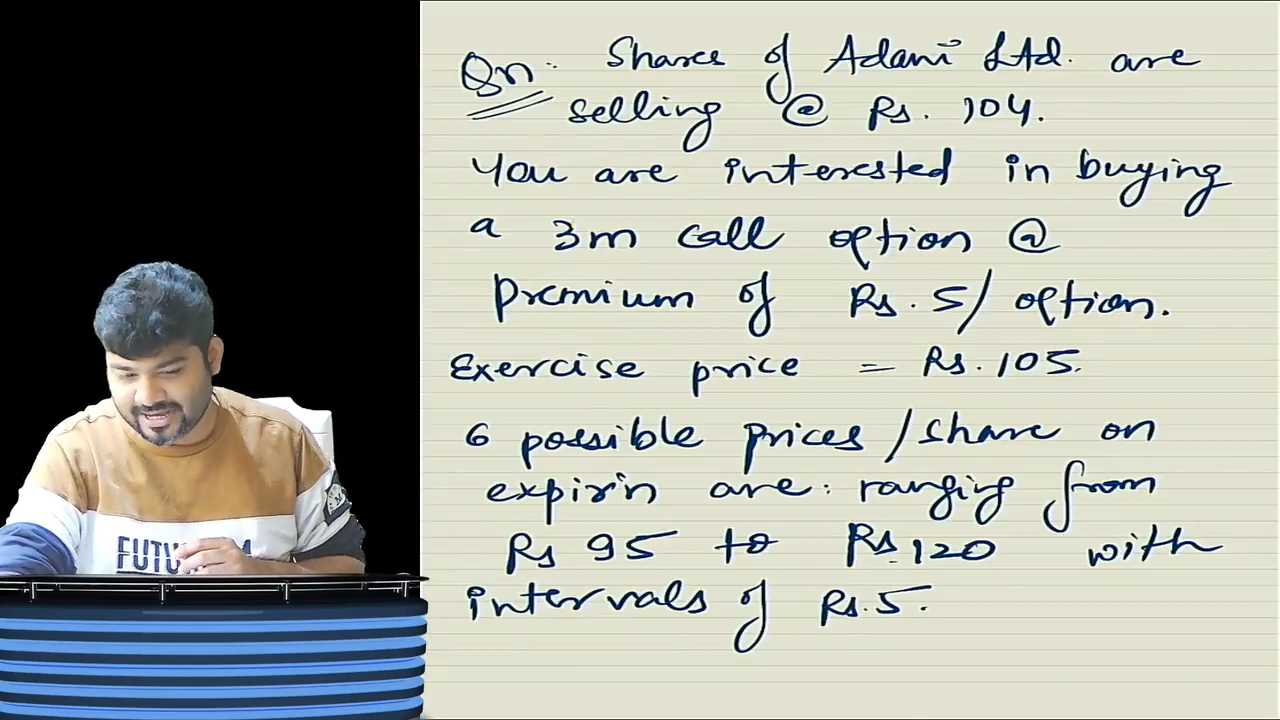 Qn:- Shares of Adani Ltd. are
selling @ Rs. 104.
You are interested in buying
a 3m call option @
premium of Rs. 5/option.
Exercise price = Rs. 105.
6 possible prices/share on
are: ranging from
Rs 95 to Rs. 120 with
intervals of Rs. 5.